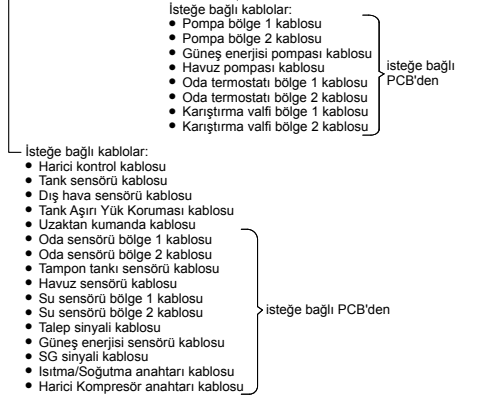 İsteğe bağlı kablolar:
● Pompa bölge 1 kablosu
● Pompa bölge 2 kablosu
● Güneş enerjisi pompası kablosu
● Havuz pompası kablosu
● Oda termostatı bölge 1 kablosu
● Oda termostatı bölge 2 kablosu
● Karıştırma valfi bölge 1 kablosu
● Karıştırma valfi bölge 2 kablosu
isteğe bağlı
PCB'den
İsteğe bağlı kablolar:
● Harici kontrol kablosu
● Tank sensörü kablosu
● Dış hava sensörü kablosu
● Tank Aşırı Yük Koruması kablosu
● Uzaktan kumanda kablosu
● Oda sensörü bölge 1 kablosu
● Oda sensörü bölge 2 kablosu
● Tampon tankı sensörü kablosu
● Havuz sensörü kablosu
● Su sensörü bölge 1 kablosu
● Su sensörü bölge 2 kablosu
● Talep sinyali kablosu
● Güneş enerjisi sensörü kablosu
● SG sinyali kablosu
● Isıtma/Soğutma anahtarı kablosu
● Harici Kompresör anahtarı kablosu
isteğe bağlı PCB'den